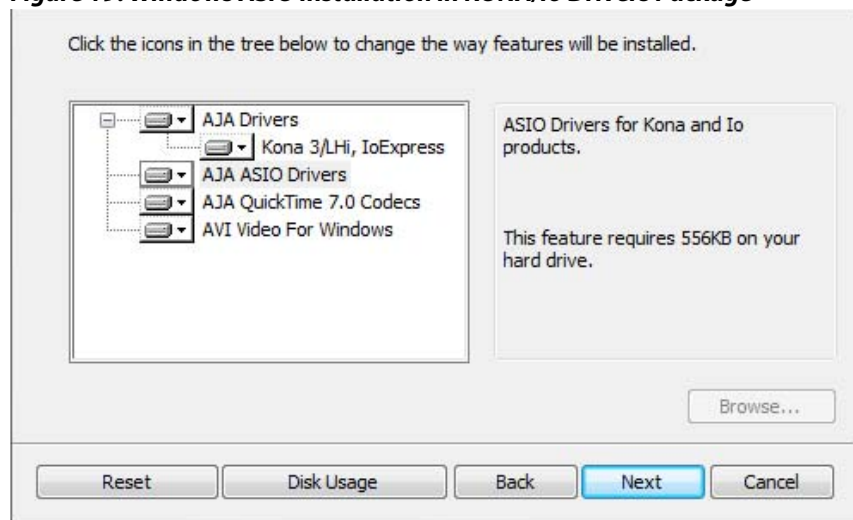 Click the icons in the tree below to change the way features will be installed.
AJA Drivers
Kona 3/LHi, IoExpress
AJA ASIO Drivers
AJA QuickTime 7.0 Codecs
AVI Video For Windows
ASIO Drivers for Kona and Io
products.
This feature requires 556KB on your
hard drive.
Browse...
Reset
Disk Usage
Back
Next
Cancel